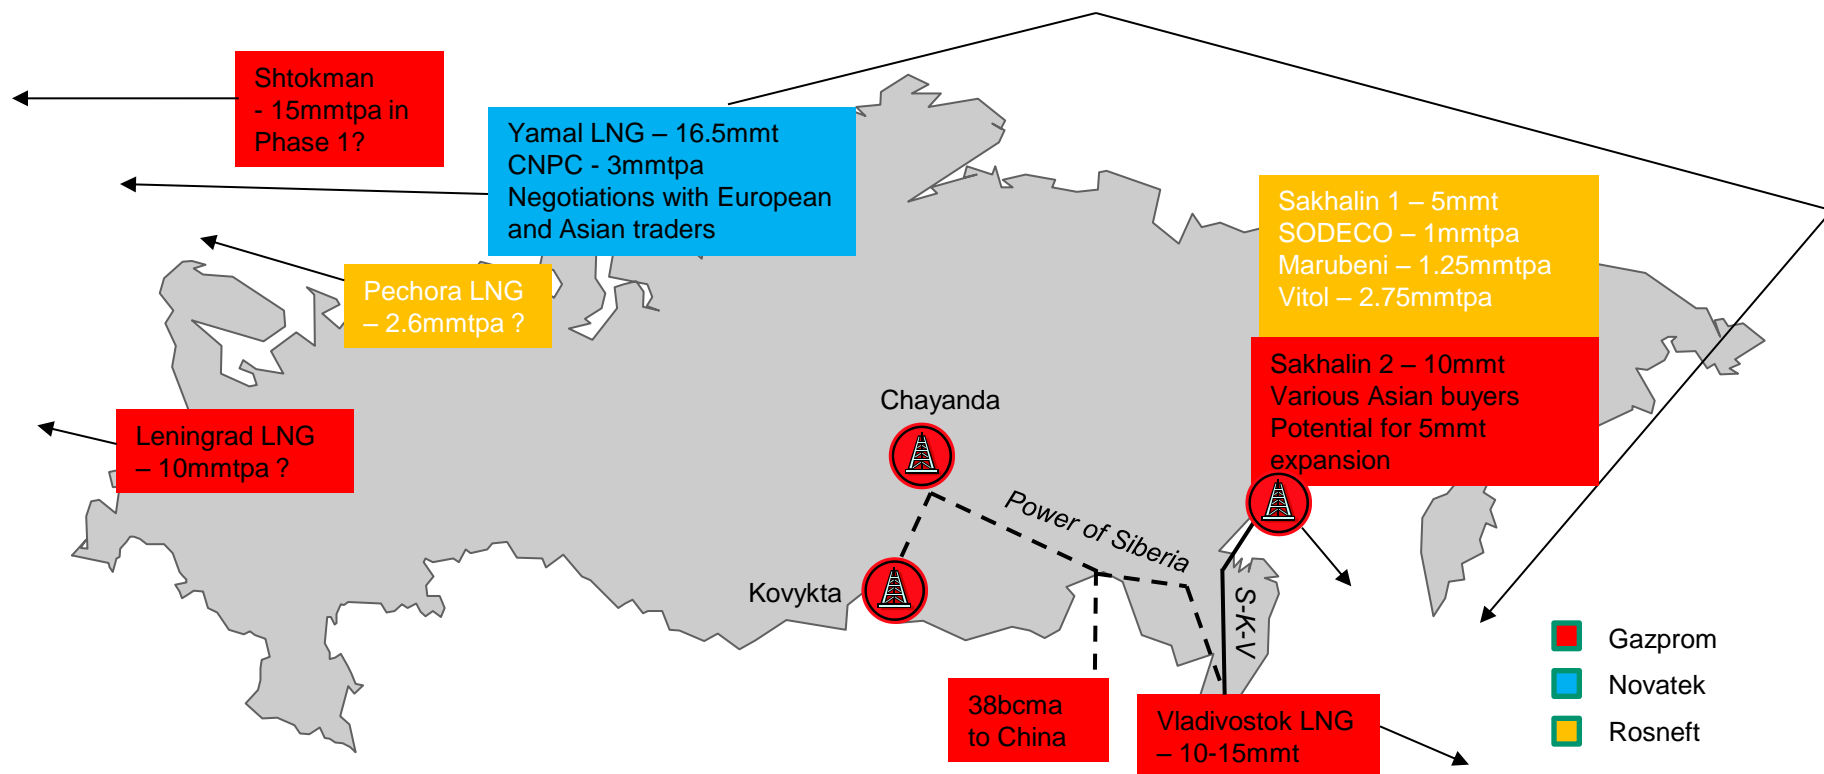 Shtokman
- 15mmtpa in
Phase 1?
Yamal LNG – 16.5mmt
CNPC - 3mmtpa
Negotiations with European
and Asian traders
Sakhalin 1 – 5mmt
SODECO – 1mmtpa
Marubeni – 1.25mmtpa
Vitol – 2.75mmtpa
Pechora LNG
– 2.6mmtpa ?
Sakhalin 2 – 10mmt
Various Asian buyers
Potential for 5mmt
expansion
Leningrad LNG
– 10mmtpa ?
Chayanda
Power of Siberia
Kovykta
S-K-V
38bcma
to China
Vladivostok LNG
– 10-15mmt
Gazprom
Novatek
Rosneft